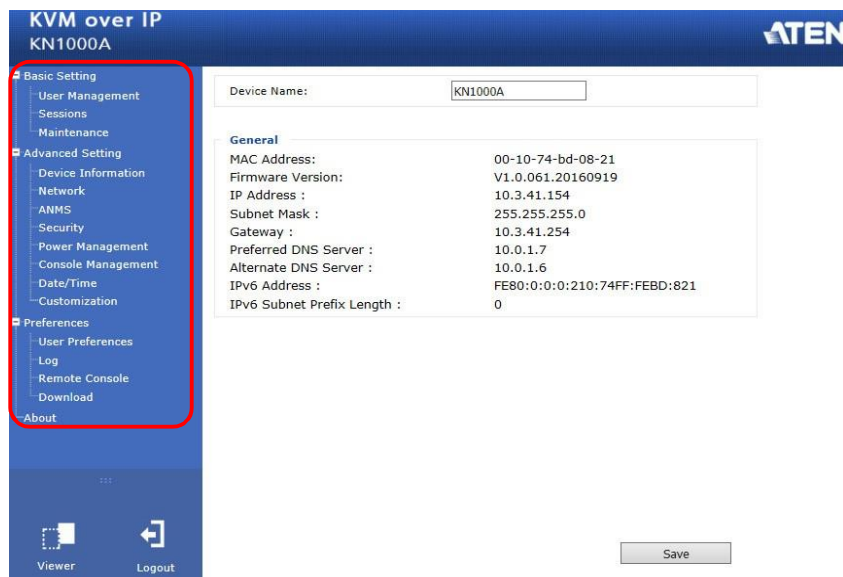 KVM over IP
KN1000A
ATEN
Basic Setting
User Management
Sessions
Maintenance
Advanced Setting
Device Information
Network
ANMS
Security
Power Management
Console Management
Date/Time
Customization
Preferences
User Preferences
Log
Remote Console
Download
About
Viewer
Logout
Device Name: KN1000A
General
MAC Address: 00-10-74-bd-08-21
Firmware Version: V1.0.061.20160919
IP Address : 10.3.41.154
Subnet Mask : 255.255.255.0
Gateway : 10.3.41.254
Preferred DNS Server : 10.0.1.7
Alternate DNS Server : 10.0.1.6
IPv6 Address : FE80:0:0:0:210:74FF:FEBD:821
IPv6 Subnet Prefix Length : 0
Save